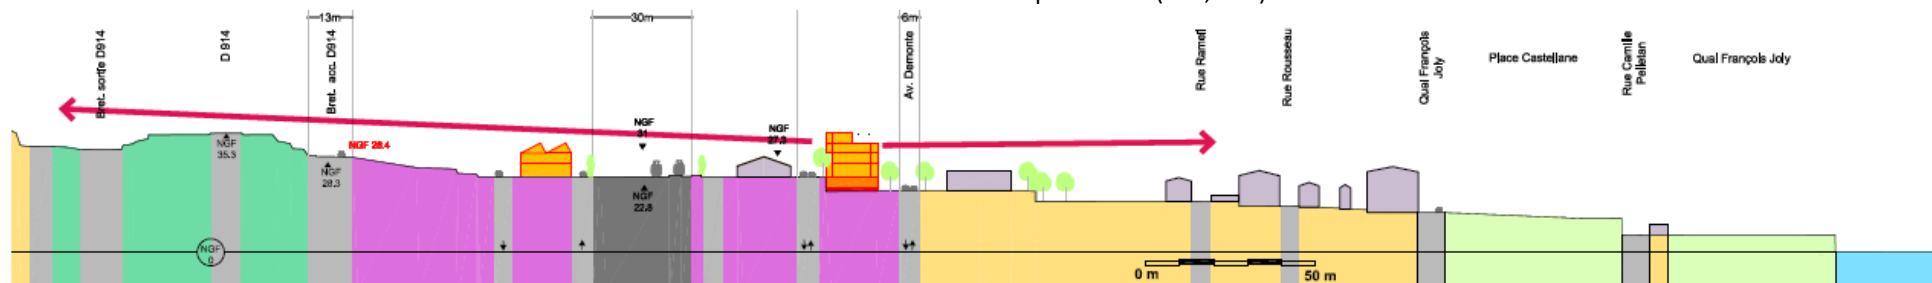 13m
30m
6m
Bret. sortie D914
D 914
Bret. acc. D914
Av. Demonte
Rue Ramerl
Rue Rousseau
Quai François
Joly
Place Castellane
Rue Camille
Pelletan
Quai François Joly
NGF
35.3
NGF
28.3
NGF 28.4
NGF
31
NGF
22.8
NGF
27.3
NGF
0
0 m
50 m